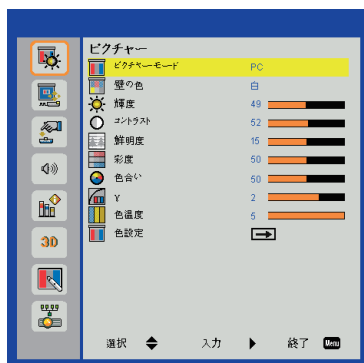 ピクチャー
ピクチャーモード PC
壁の色 白
輝度 49
コントラスト 52
鮮明度 15
彩度 50
色合い 50
γ 2
色温度 5
色設定
3D
選択 入力 終了 Menu